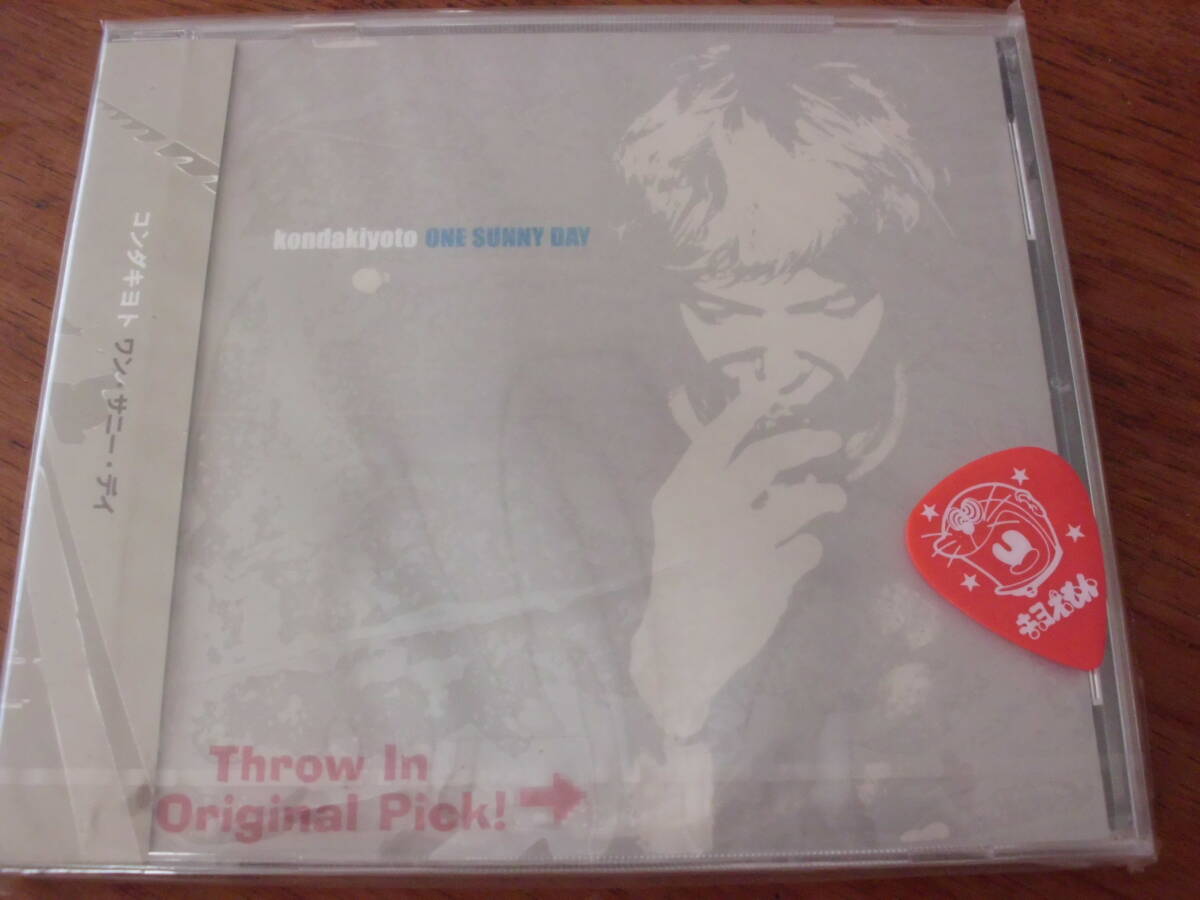 コンダキヨト ワン・サニー・デイ
kondakiyoto ONE SUNNY DAY
Throw In
Original Pick!